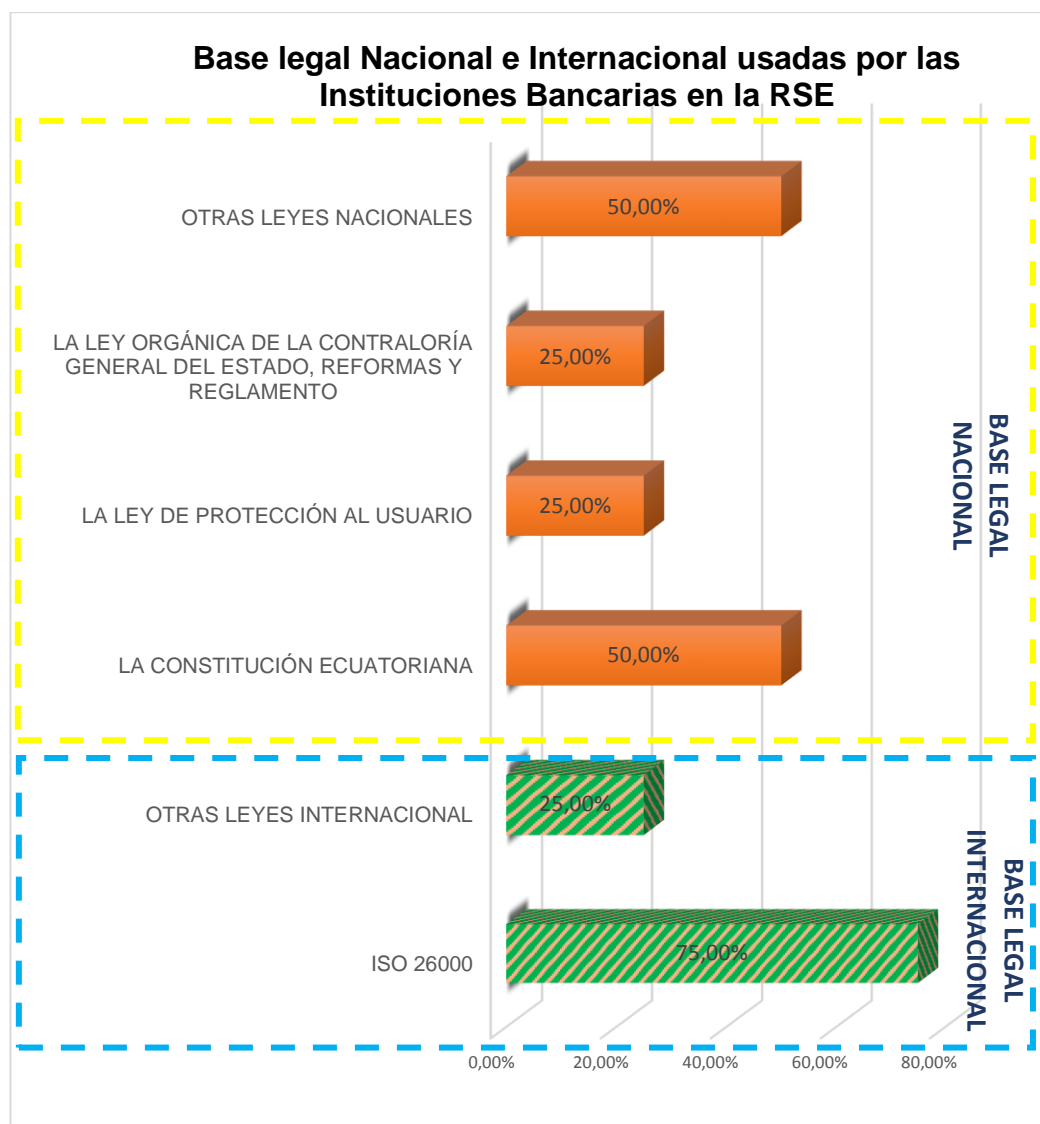 Base legal Nacional e Internacional usadas por las
Instituciones Bancarias en la RSE
OTRAS LEYES NACIONALES
50,00%
LA LEY ORGÁNICA DE LA CONTRALORÍA
GENERAL DEL ESTADO, REFORMAS Y
REGLAMENTO
25,00%
LA LEY DE PROTECCIÓN AL USUARIO
25,00%
LA CONSTITUCIÓN ECUATORIANA
50,00%
BASE LEGAL
NACIONAL
OTRAS LEYES INTERNACIONAL
25,00%
ISO 26000
75,00%
BASE LEGAL
INTERNACIONAL
0,00% 20,00% 40,00% 60,00% 80,00%